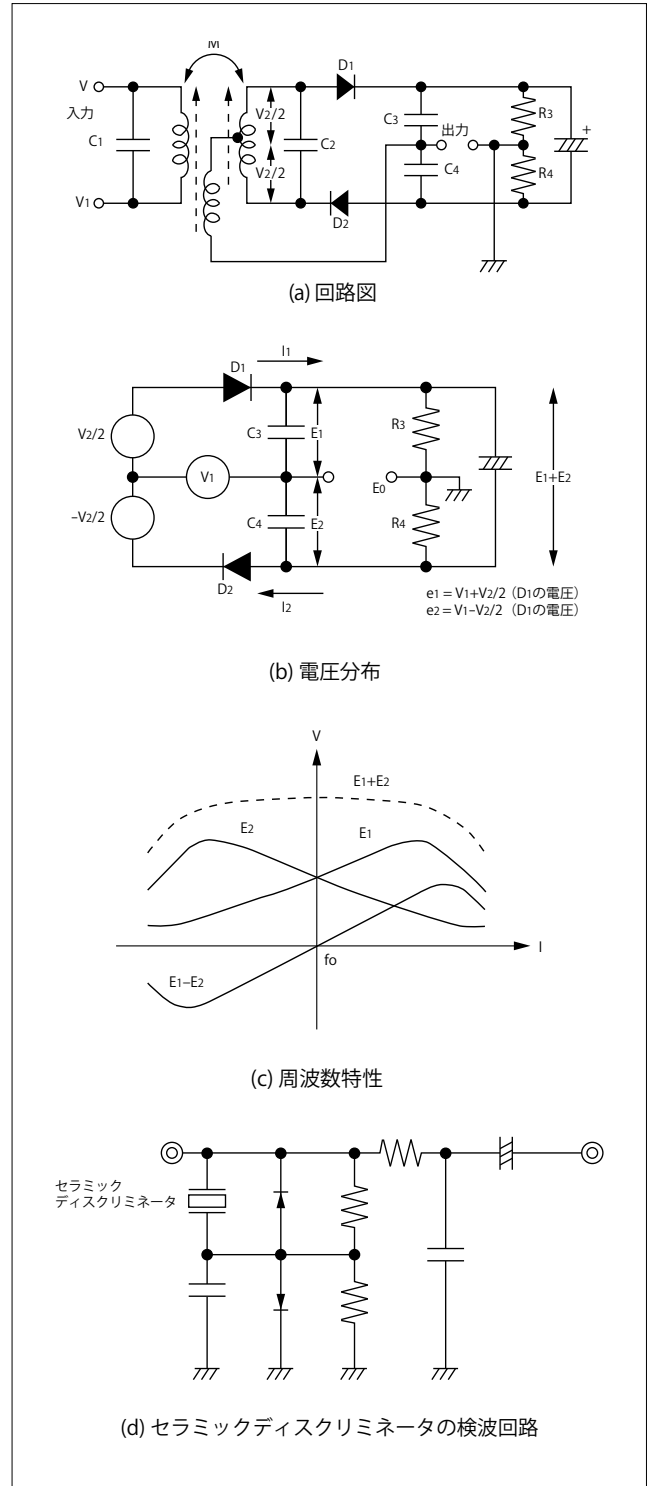 M
V
入力
C1
V1
V2/2
V2/2
C2
D1
D2
C3
C4
出力
R3
R4
+
(a) 回路図
I1
D1
V2/2
V1
–V2/2
C3
E1
C4
E2
R3
E0
R4
E1+E2
D2
I2
e1 = V1+V2/2（D1の電圧）
e2 = V1–V2/2（D1の電圧）
(b) 電圧分布
V
E1+E2
E2
E1
fo
I
E1–E2
(c) 周波数特性
セラミック
ディスクリミネータ
(d) セラミックディスクリミネータの検波回路